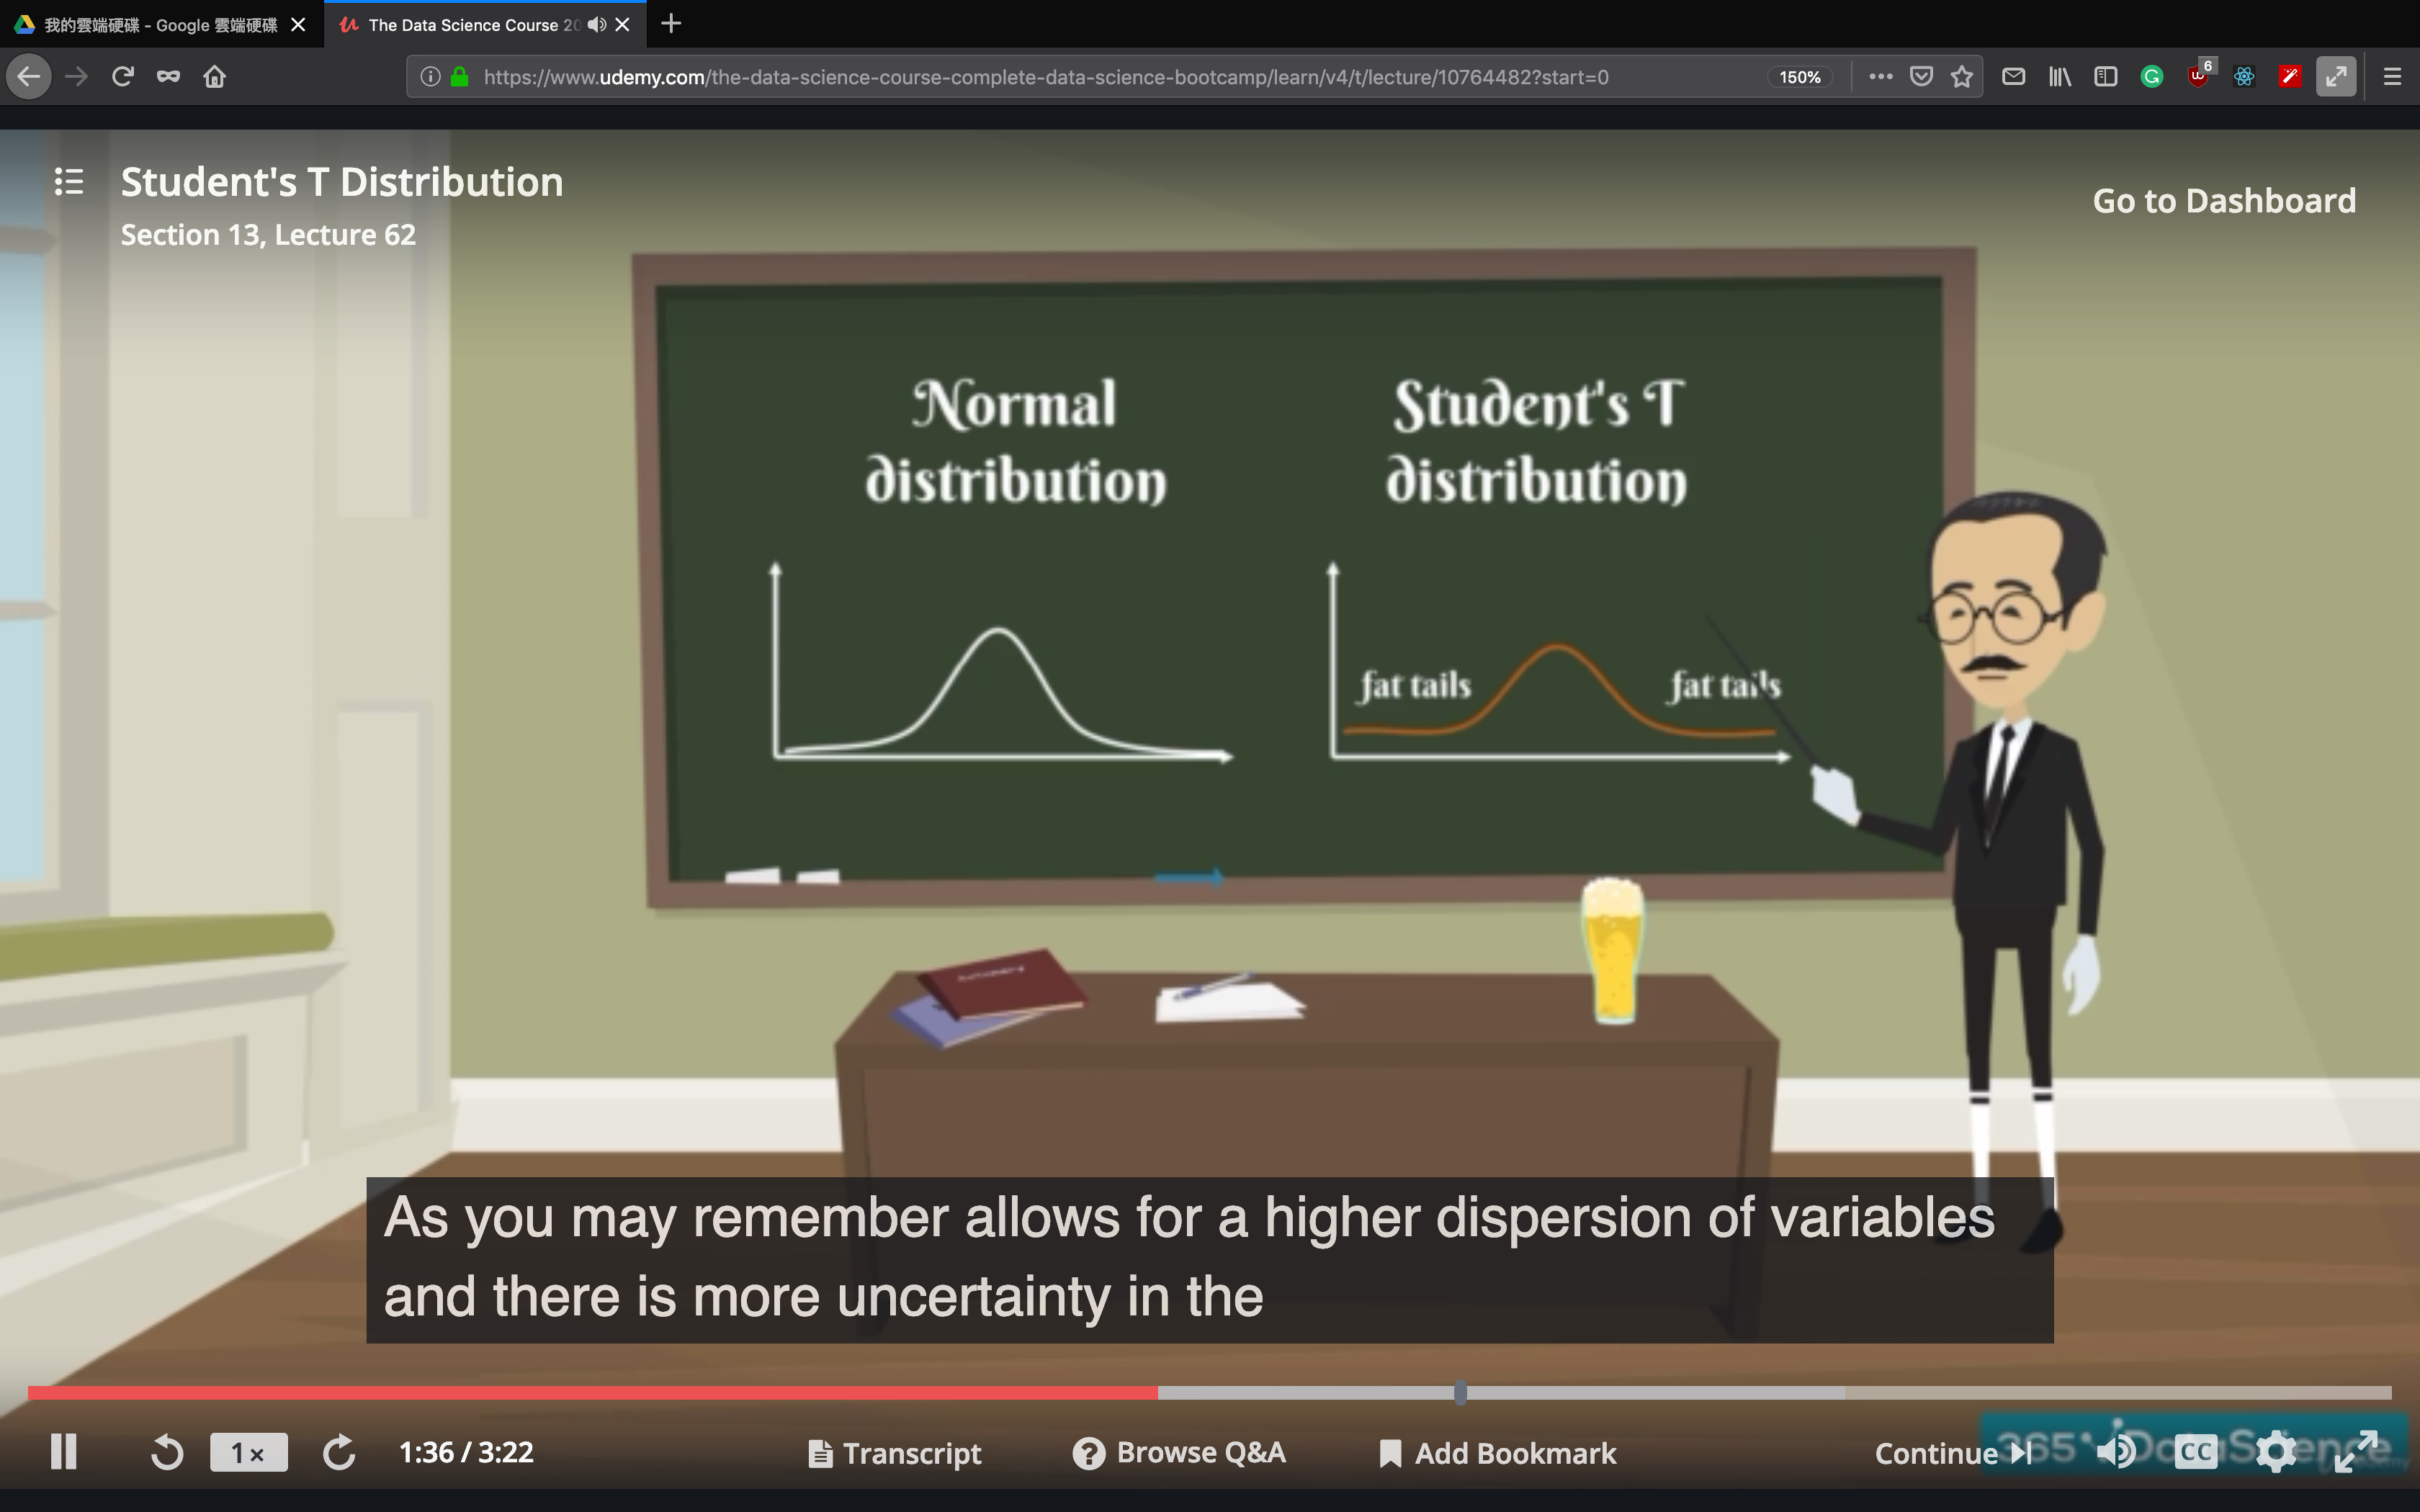 我的雲端硬碟 - Google 雲端硬碟
The Data Science Course 20
https://www.udemy.com/the-data-science-course-complete-data-science-bootcamp/learn/v4/t/lecture/10764482?start=0
150%
6
Student's T Distribution
Section 13, Lecture 62
Go to Dashboard
Normal
distribution
Student's T
distribution
fat tails
fat tails
As you may remember allows for a higher dispersion of variables
and there is more uncertainty in the
1 x
1:36 / 3:22
Transcript
Browse Q&A
Add Bookmark
Continue
365 DataScience
CC